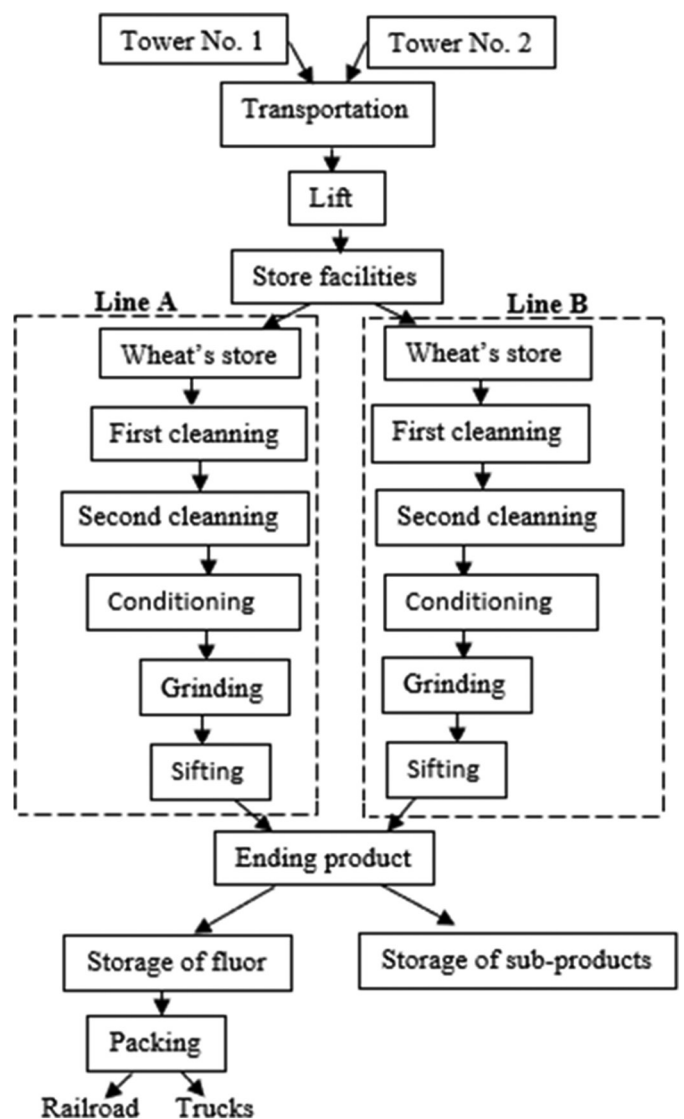 Tower No. 1
Tower No. 2
Transportation
Lift
Store facilities
Line A
Wheat's store
First cleanning
Second cleanning
Conditioning
Grinding
Sifting
Line B
Wheat's store
First cleanning
Second cleanning
Conditioning
Grinding
Sifting
Ending product
Storage of fluor
Storage of sub-products
Packing
Railroad
Trucks